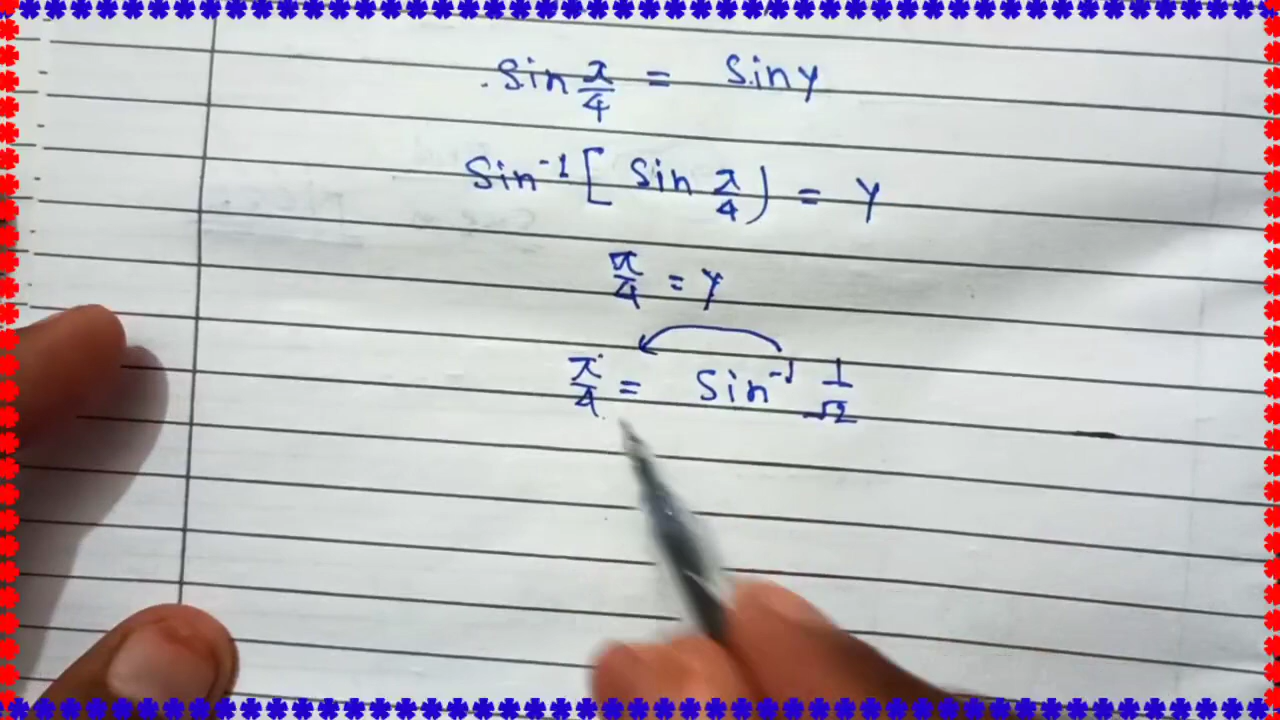 Sin π/4 = Sin y
Sin⁻¹ [ Sin π/4 ) = y
π/4 = y
π/4 = Sin⁻¹ 1/√2